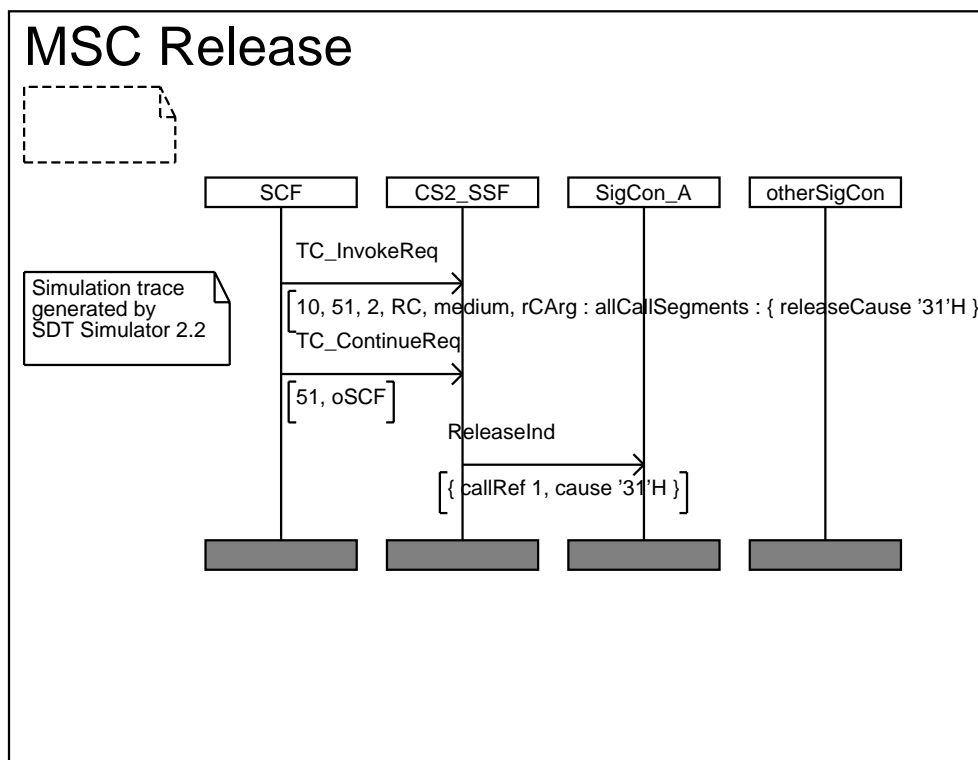 MSC Release
SCF
CS2_SSF
SigCon_A
otherSigCon
TC_InvokeReq
Simulation trace
generated by
SDT Simulator 2.2
10, 51, 2, RC, medium, rCArg : allCallSegments : { releaseCause '31'H }
TC_ContinueReq
51, oSCF
ReleaseInd
{ callRef 1, cause '31'H }